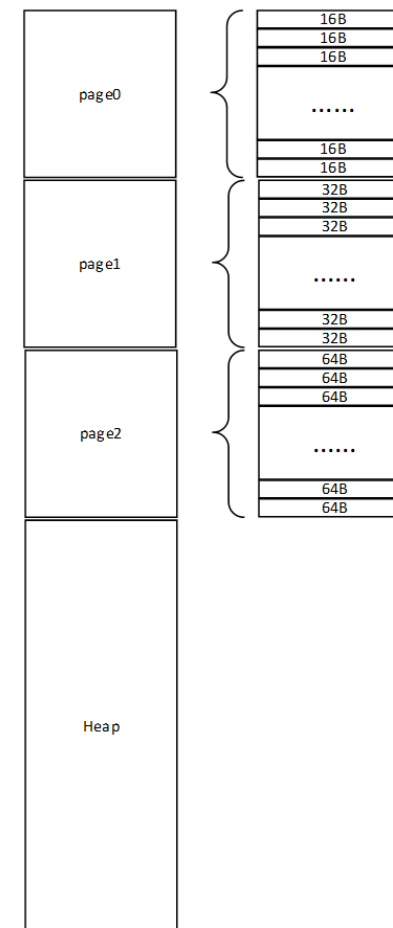 16B
16B
16B
page0
......
16B
16B
32B
32B
32B
page1
......
32B
32B
64B
64B
64B
page2
......
64B
64B
Heap